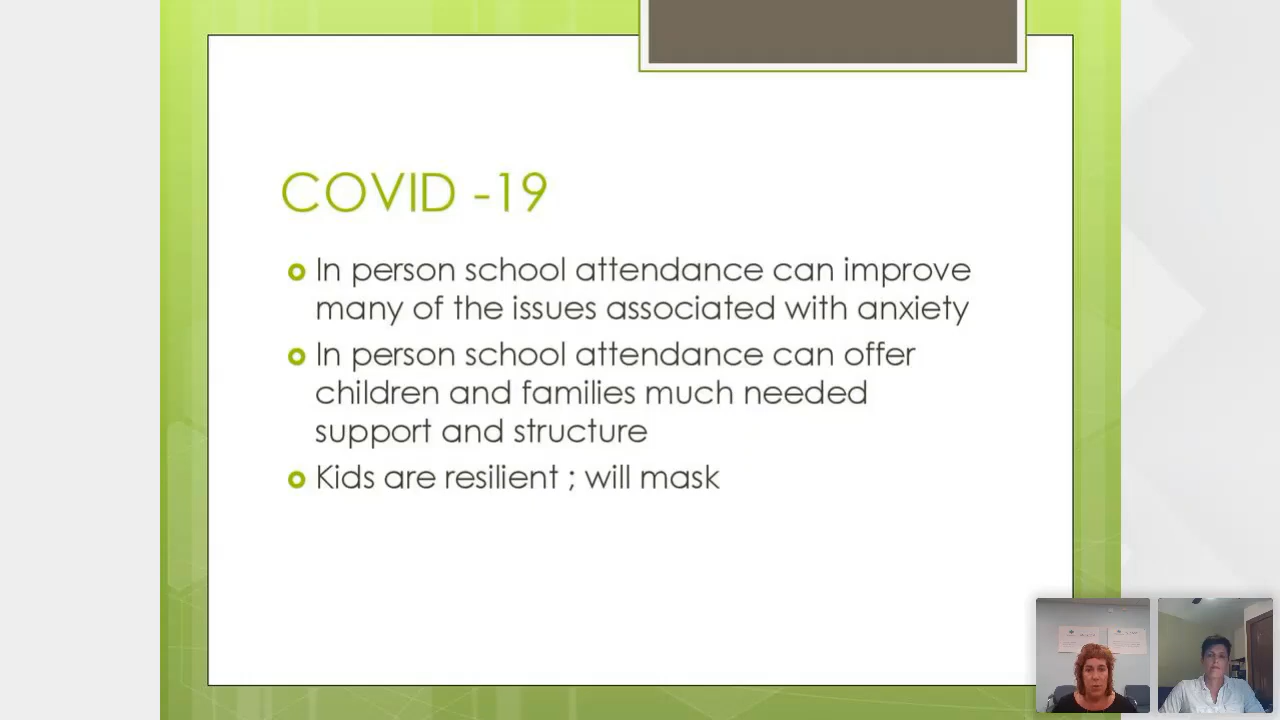 COVID -19
In person school attendance can improve
many of the issues associated with anxiety
In person school attendance can offer
children and families much needed
support and structure
Kids are resilient ; will mask